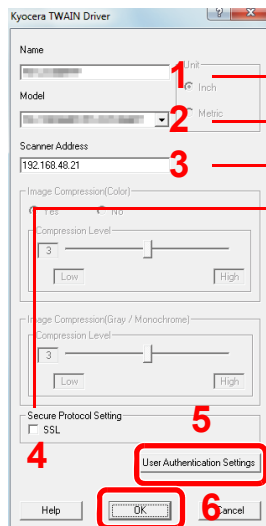 Kyocera TWAIN Driver
Name
Unit
1
Inch
Model
Metric
2
Scanner Address
192.168.48.21
3
Image Compression(Color)
Yes No
Compression Level
3
Low High
Image Compression(Gray / Monochrome)
Compression Level
3
Low High
Secure Protocol Setting
SSL
4
5
User Authentication Settings
Help OK 6 Cancel